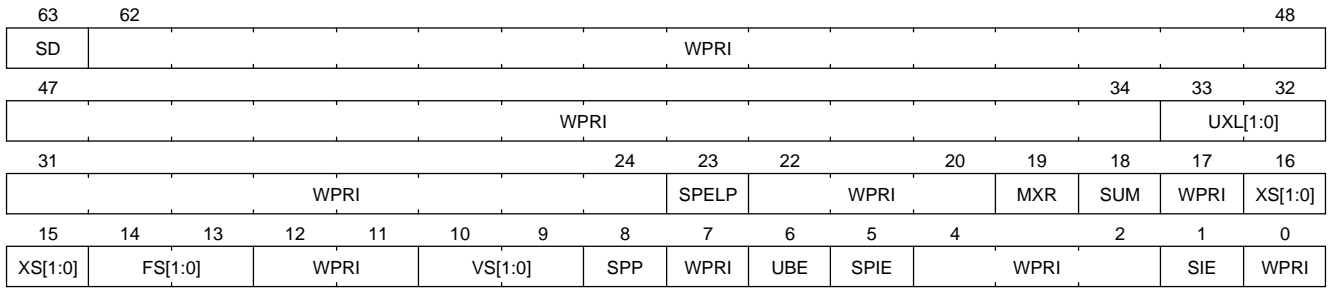 63 62 48
SD WPRI
47 34 33 32
WPRI UXL[1:0]
31 24 23 22 20 19 18 17 16
WPRI SPELP WPRI MXR SUM WPRI XS[1:0]
15 14 13 12 11 10 9 8 7 6 5 4 2 1 0
XS[1:0] FS[1:0] WPRI VS[1:0] SPP WPRI UBE SPIE WPRI SIE WPRI